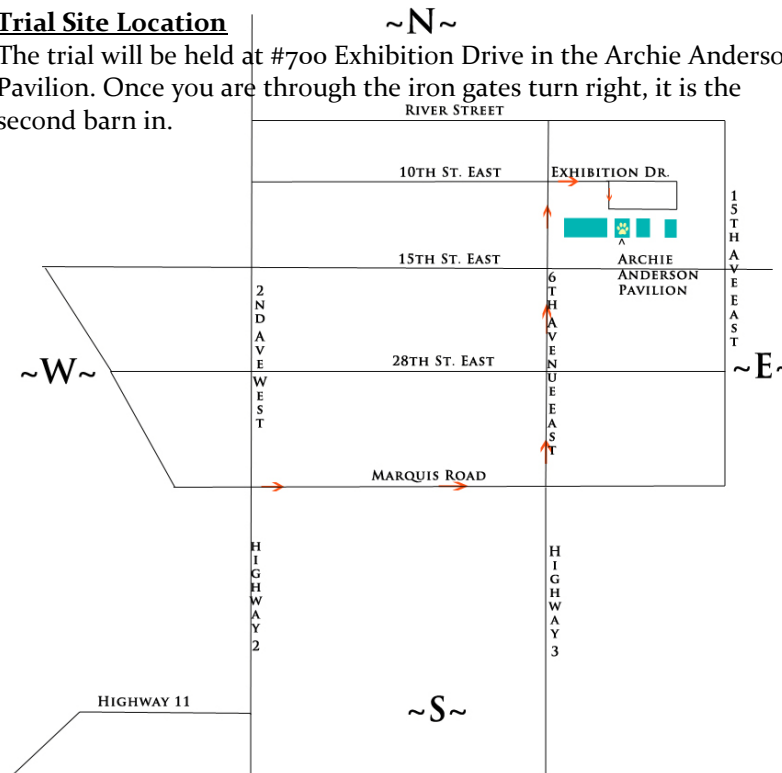 Trial Site Location
~N~
The trial will be held at #700 Exhibition Drive in the Archie Anderso
Pavilion. Once you are through the iron gates turn right, it is the
second barn in.
River Street
10th St. East
Exhibition Dr.
15th Ave East
15th St. East
Archie
Anderson
Pavilion
2nd Ave West
6th Avenue East
~W~
28th St. East
~E~
Marquis Road
Highway 2
Highway 3
Highway 11
~S~